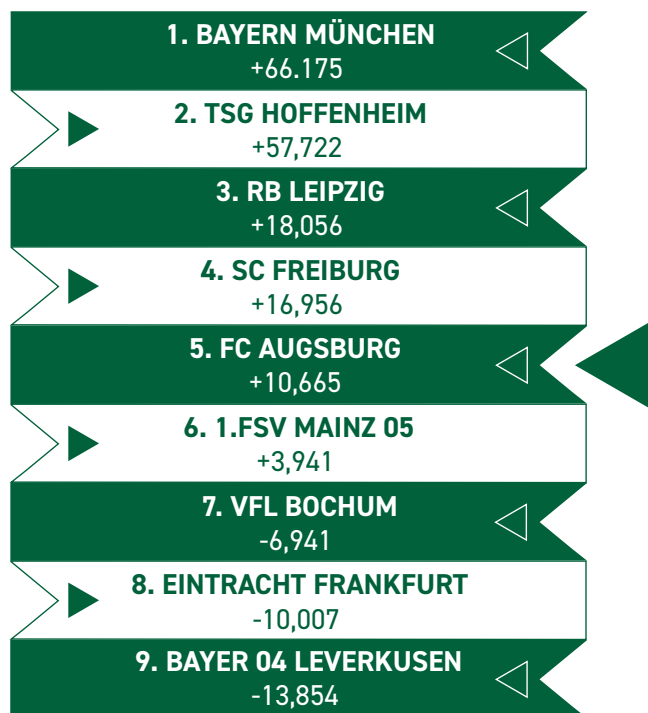 1. BAYERN MÜNCHEN
+66.175
2. TSG HOFFENHEIM
+57,722
3. RB LEIPZIG
+18,056
4. SC FREIBURG
+16,956
5. FC AUGSBURG
+10,665
6. 1.FSV MAINZ 05
+3,941
7. VFL BOCHUM
-6,941
8. EINTRACHT FRANKFURT
-10,007
9. BAYER 04 LEVERKUSEN
-13,854